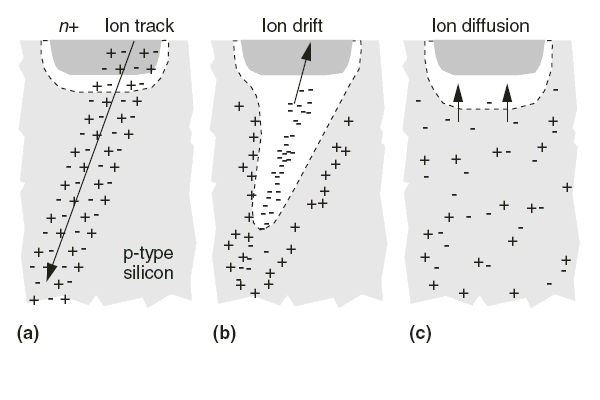 n+ Ion track
Ion drift
Ion diffusion
p-type
silicon
(a)
(b)
(c)